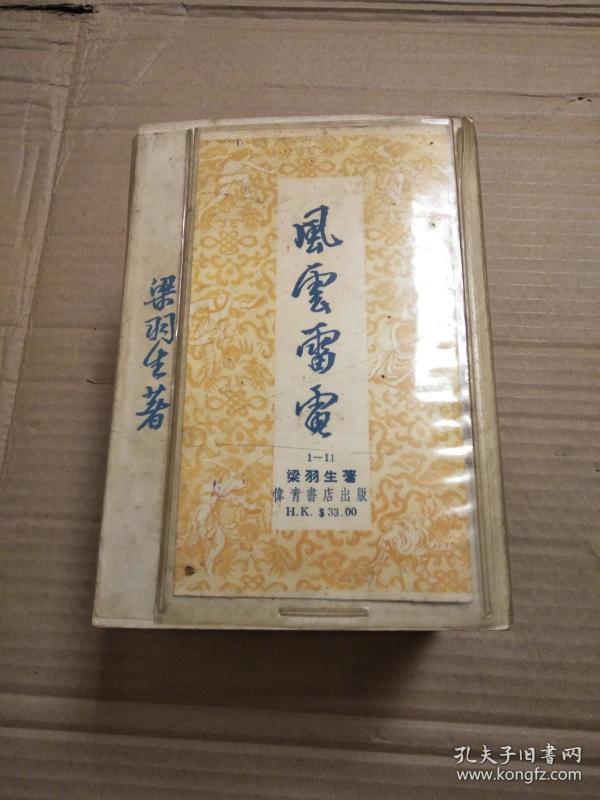 梁羽生著
風雲雷電
1—11
梁羽生著
偉青書店出版
H.K. $33.00
孔夫子旧书网
www.kongfz.com